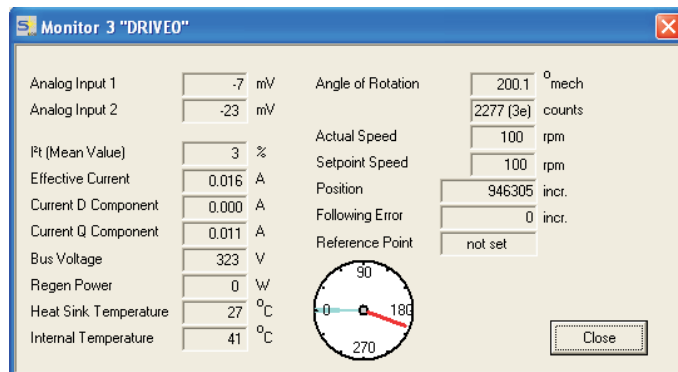 Monitor 3 "DRIVE0"
Analog Input 1 -7 mV
Analog Input 2 -23 mV
I²t (Mean Value) 3 %
Effective Current 0.016 A
Current D Component 0.000 A
Current Q Component 0.011 A
Bus Voltage 323 V
Regen Power 0 W
Heat Sink Temperature 27 °C
Internal Temperature 41 °C
Angle of Rotation 200.1 °mech
2277 (3e) counts
Actual Speed 100 rpm
Setpoint Speed 100 rpm
Position 946305 incr.
Following Error 0 incr.
Reference Point not set
90
0 180
270
Close